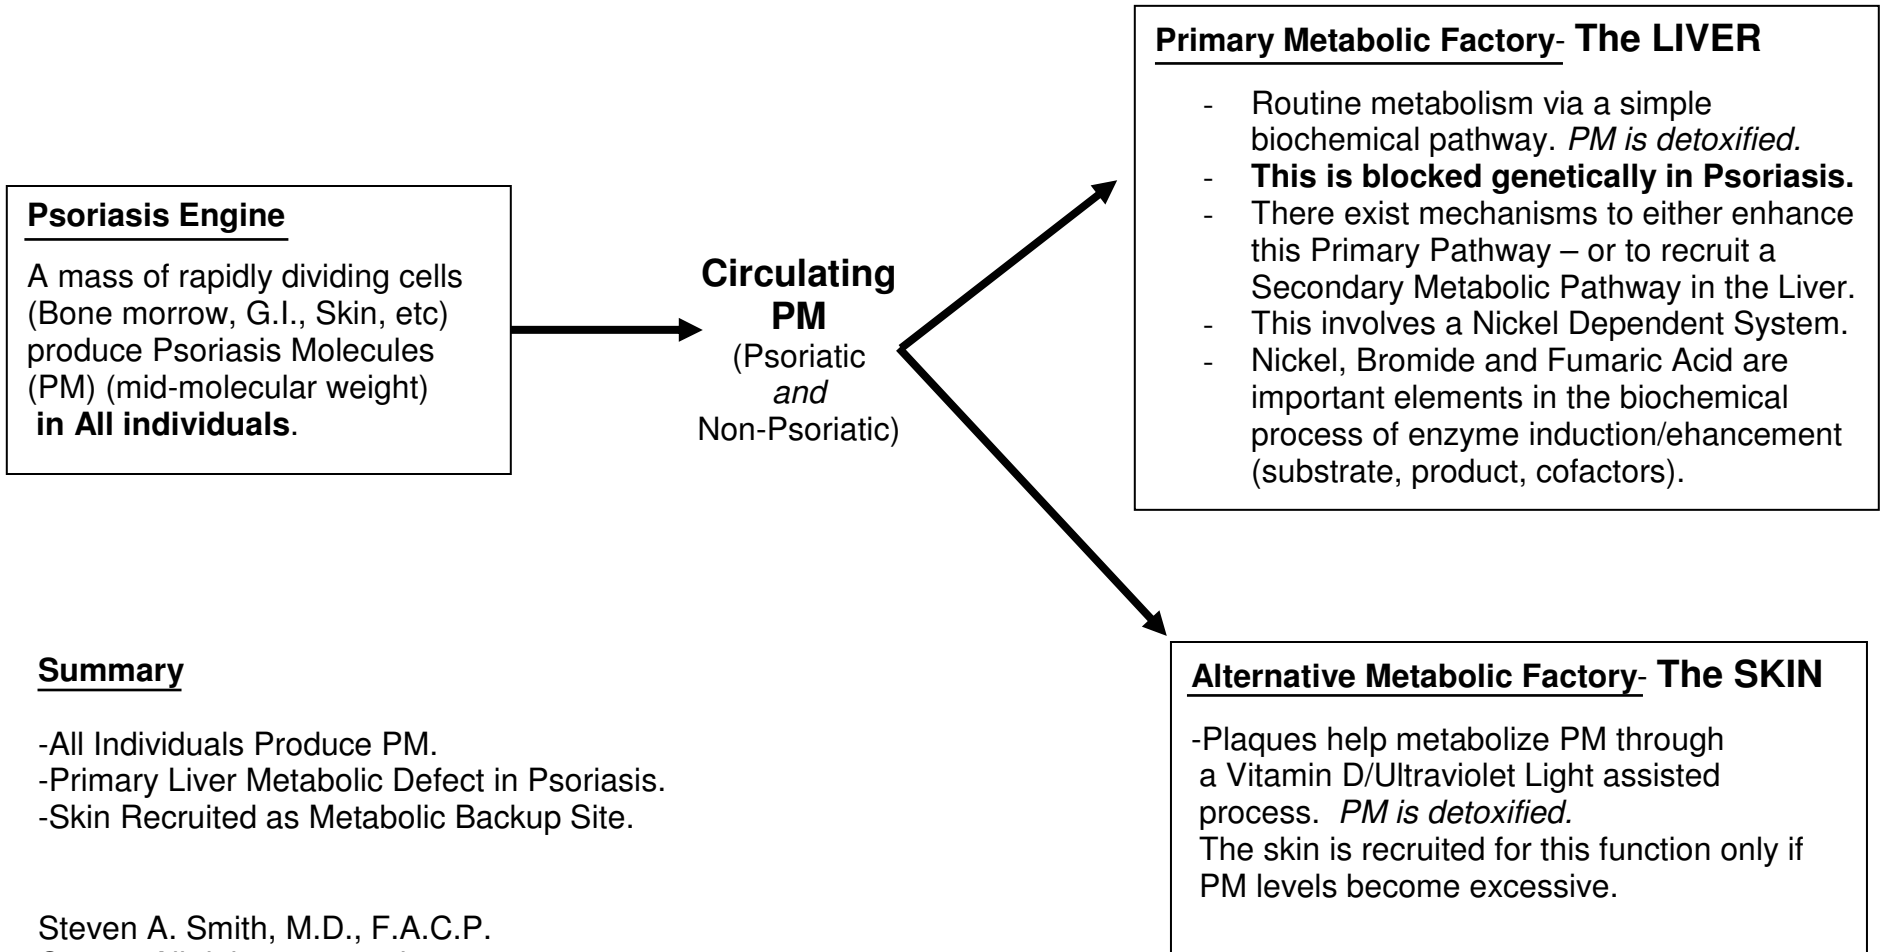 Psoriasis Engine
A mass of rapidly dividing cells
(Bone morrow, G.I., Skin, etc)
produce Psoriasis Molecules
(PM) (mid-molecular weight)
in All individuals.
Circulating
PM
(Psoriatic
and
Non-Psoriatic)
Primary Metabolic Factory- The LIVER
- Routine metabolism via a simple
biochemical pathway. PM is detoxified.
- This is blocked genetically in Psoriasis.
- There exist mechanisms to either enhance
this Primary Pathway – or to recruit a
Secondary Metabolic Pathway in the Liver.
- This involves a Nickel Dependent System.
- Nickel, Bromide and Fumaric Acid are
important elements in the biochemical
process of enzyme induction/ehancement
(substrate, product, cofactors).
Alternative Metabolic Factory- The SKIN
-Plaques help metabolize PM through
a Vitamin D/Ultraviolet Light assisted
process. PM is detoxified.
The skin is recruited for this function only if
PM levels become excessive.
Summary
-All Individuals Produce PM.
-Primary Liver Metabolic Defect in Psoriasis.
-Skin Recruited as Metabolic Backup Site.
Steven A. Smith, M.D., F.A.C.P.